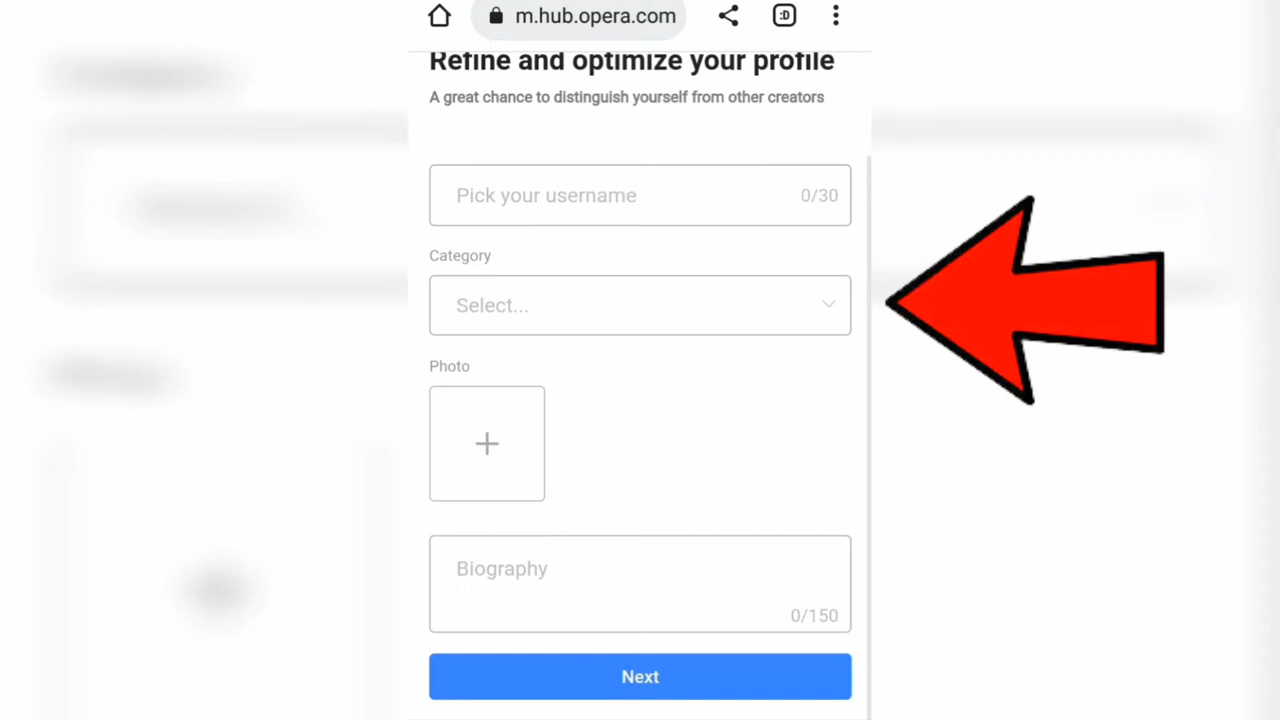 m.hub.opera.com
:D
Refine and optimize your profile
A great chance to distinguish yourself from other creators
Pick your username 0/30
Category
Select...
Photo
Biography
0/150
Next